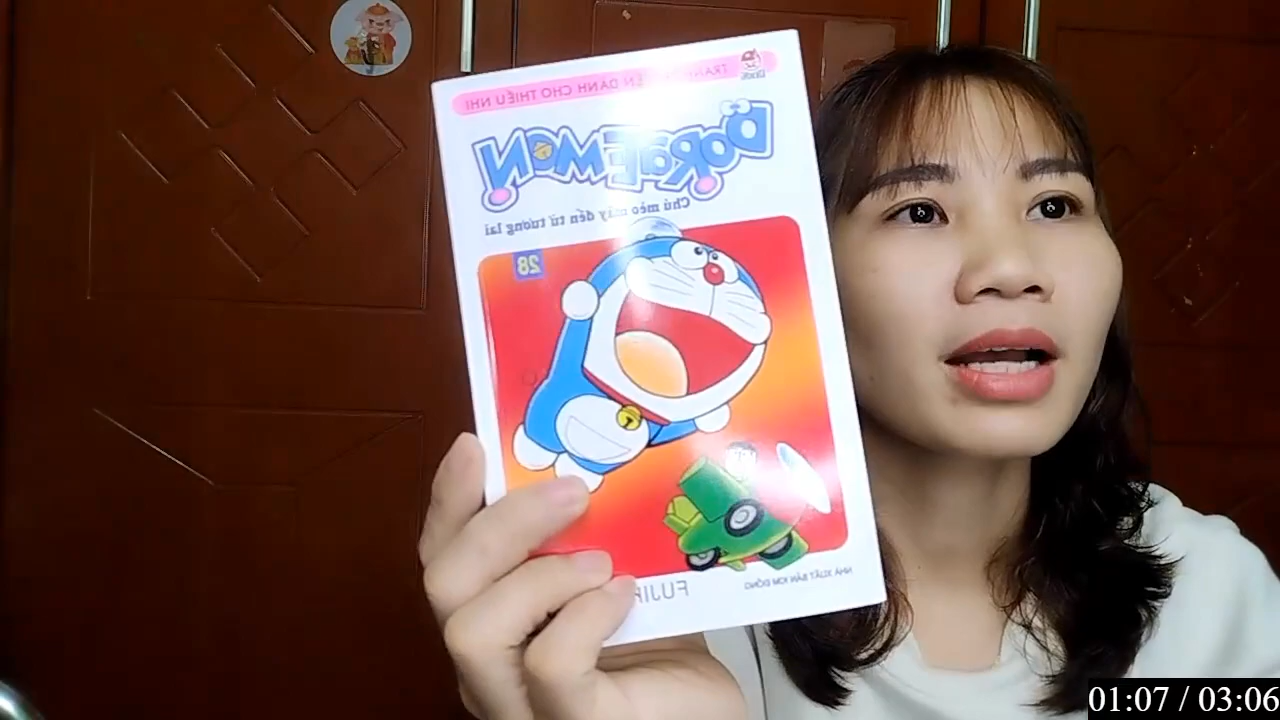 TRANH TRUYỆN DÀNH CHO THIẾU NHI
DORAEMON
Chú mèo máy đến từ tương lai
28
NHÀ XUẤT BẢN KIM ĐỒNG
01:07 / 03:06